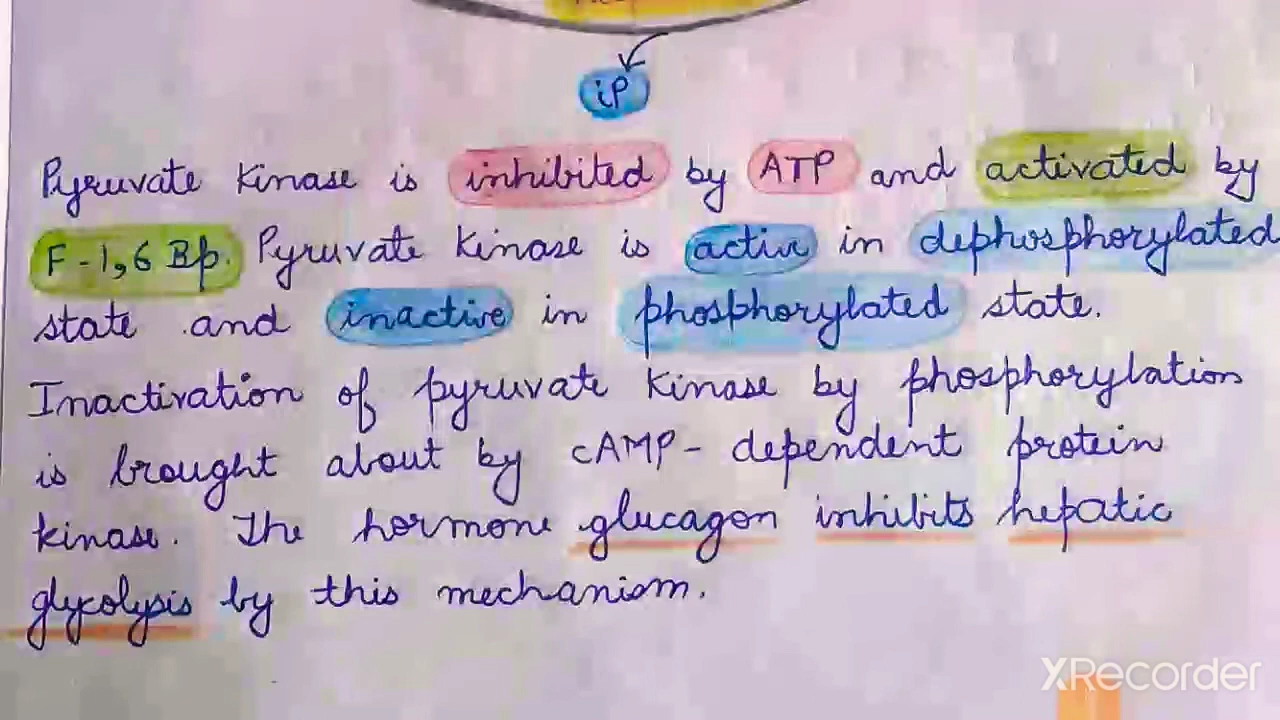 iP
Pyruvate kinase is inhibited by ATP and activated by
F-1,6 Bp. Pyruvate kinase is active in dephosphorylated
state and inactive in phosphorylated state.
Inactivation of pyruvate kinase by phosphorylation
is brought about by cAMP-dependent protein
kinase. The hormone glucagon inhibits hepatic
glycolysis by this mechanism.
XRecorder